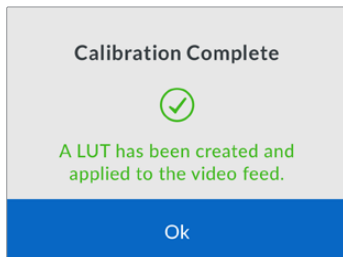 Calibration Complete
A LUT has been created and
applied to the video feed.
Ok